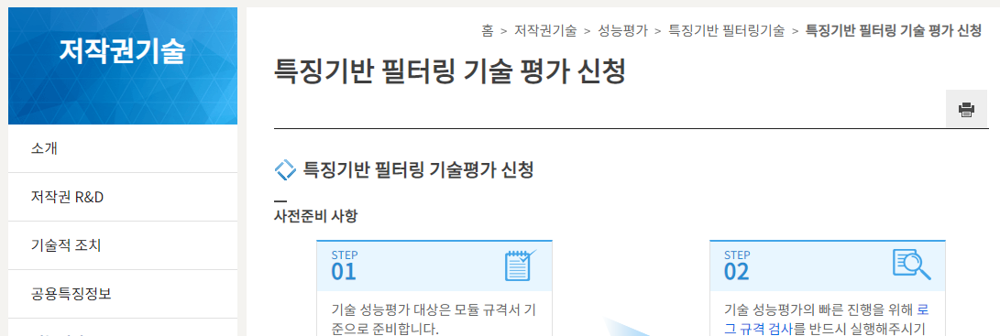 저작권기술
소개
저작권 R&D
기술적 조치
공용특징정보
홈 > 저작권기술 > 성능평가 > 특징기반 필터링기술 > 특징기반 필터링 기술 평가 신청
특징기반 필터링 기술 평가 신청
특징기반 필터링 기술평가 신청
사전준비 사항
STEP
01
기술 성능평가 대상은 모듈 규격서 기
준으로 준비합니다.
STEP
02
기술 성능평가의 빠른 진행을 위해 로
그 규격 검사를 반드시 실행해주시기